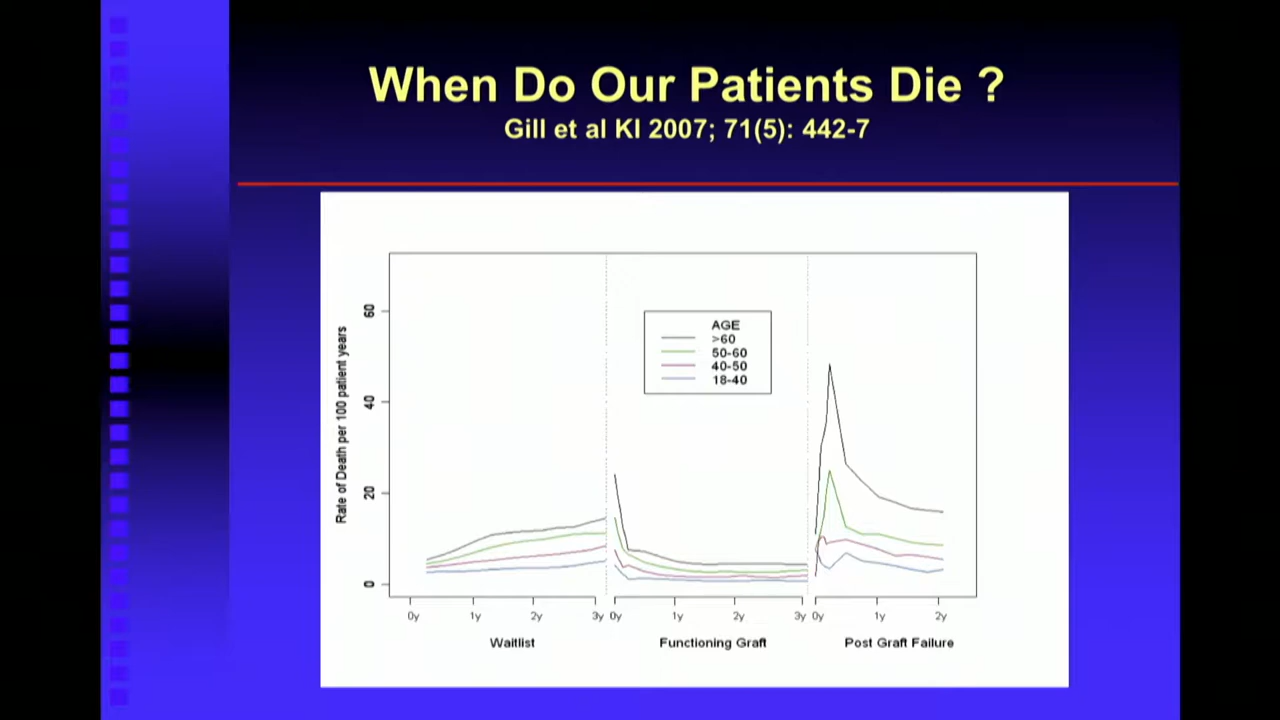 When Do Our Patients Die ?
Gill et al KI 2007; 71(5): 442-7
Rate of Death per 100 patient years
60
40
20
0
AGE
>60
50-60
40-50
18-40
0y 1y 2y 3y 0y 1y 2y 3y 0y 1y 2y
Waitlist Functioning Graft Post Graft Failure